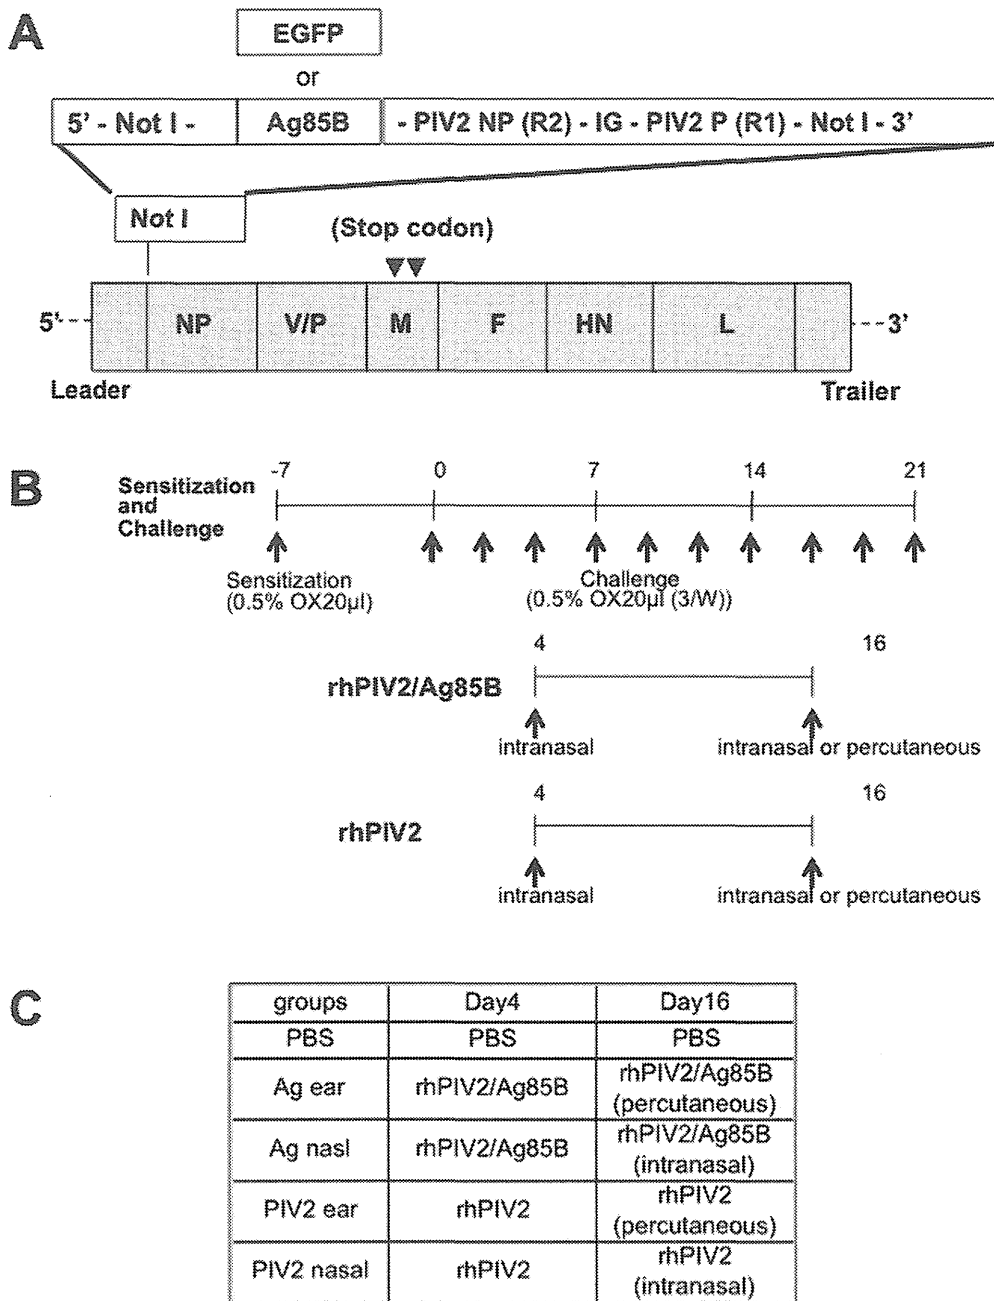 A
EGFP
or
5' - Not I -
Ag85B
- PIV2 NP (R2) - IG - PIV2 P (R1) - Not I - 3'
Not I
(Stop codon)
5'
NP
V/P
M
F
HN
L
3'
Leader
Trailer
B
Sensitization
and
Challenge
-7
0
7
14
21
Sensitization
(0.5% OX20µl)
Challenge
(0.5% OX20µl (3/W))
4
16
rhPIV2/Ag85B
intranasal
intranasal or percutaneous
4
16
rhPIV2
intranasal
intranasal or percutaneous
C
groups
Day4
Day16
PBS
PBS
PBS
Ag ear
rhPIV2/Ag85B
rhPIV2/Ag85B
(percutaneous)
Ag nasl
rhPIV2/Ag85B
rhPIV2/Ag85B
(intranasal)
PIV2 ear
rhPIV2
rhPIV2
(percutaneous)
PIV2 nasal
rhPIV2
rhPIV2
(intranasal)